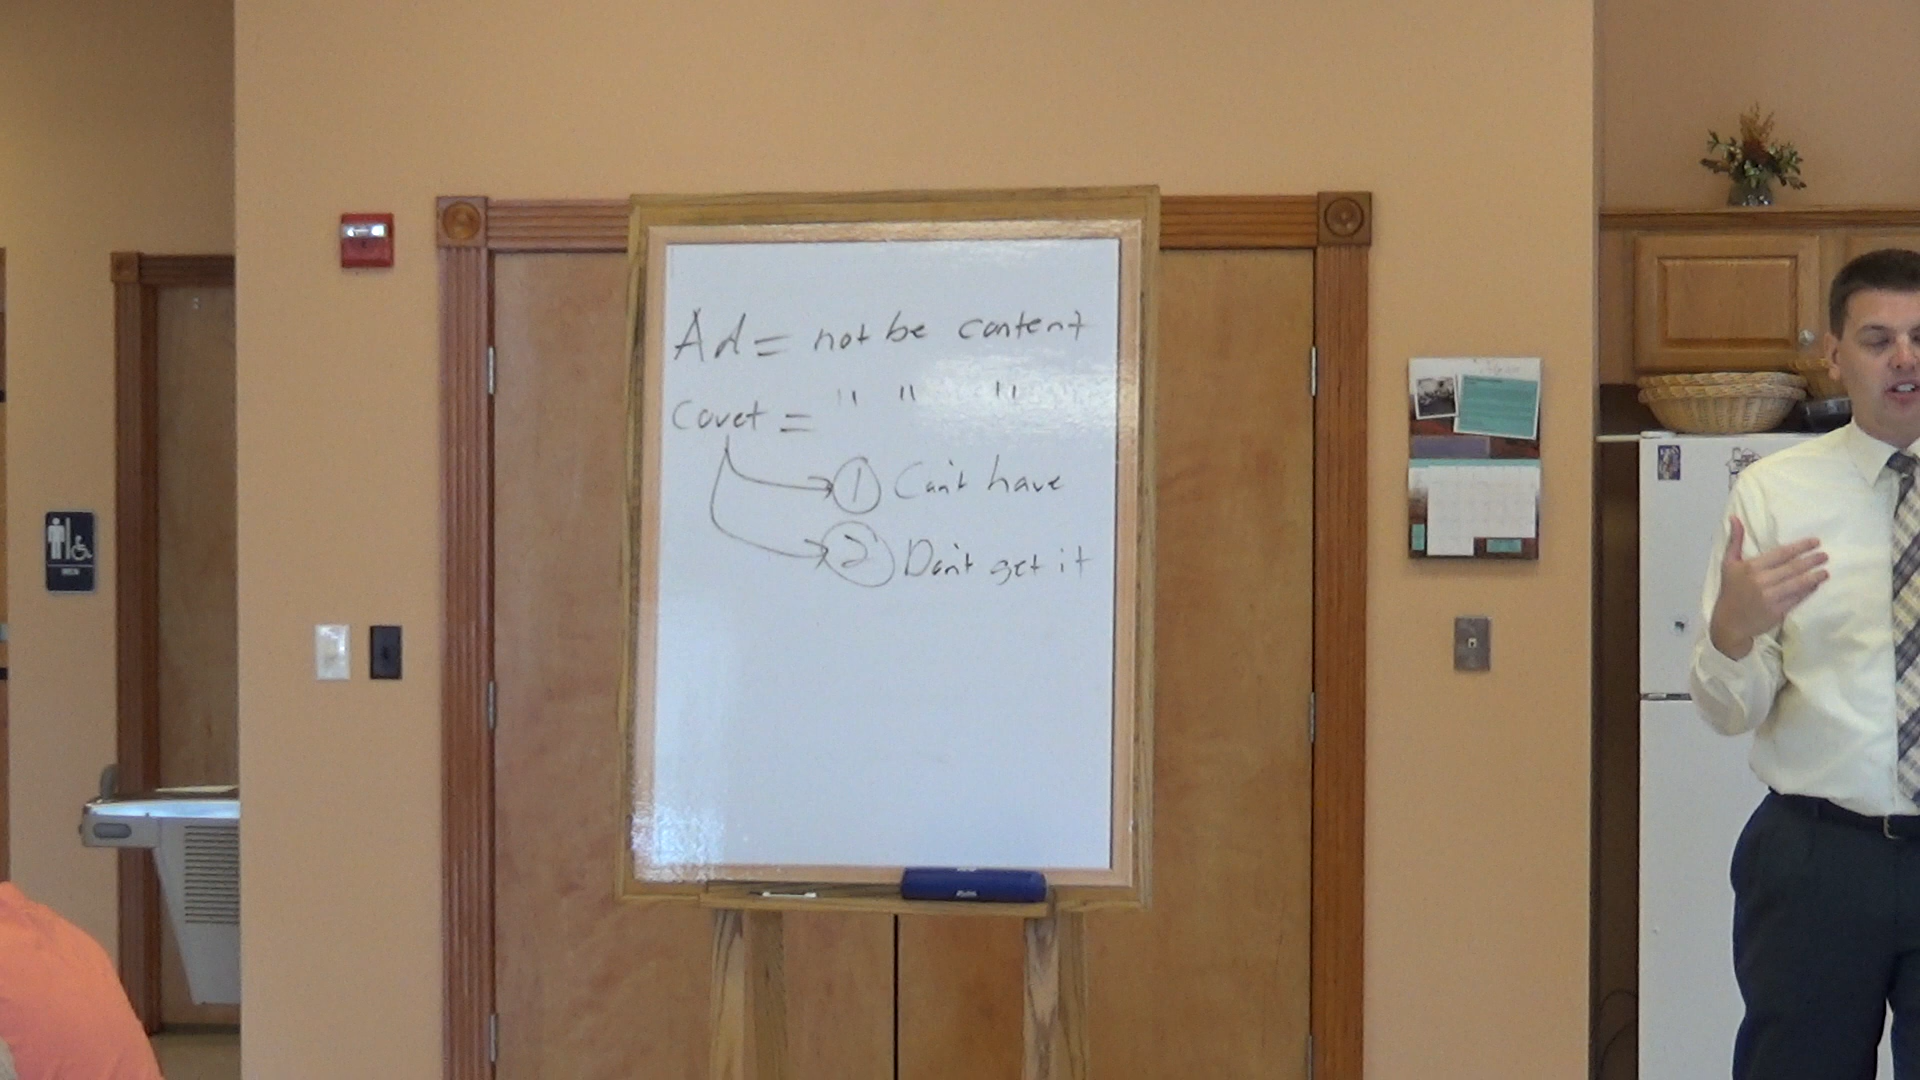 Ad = not be content
Covet = " " "
① Can't have
② Don't get it